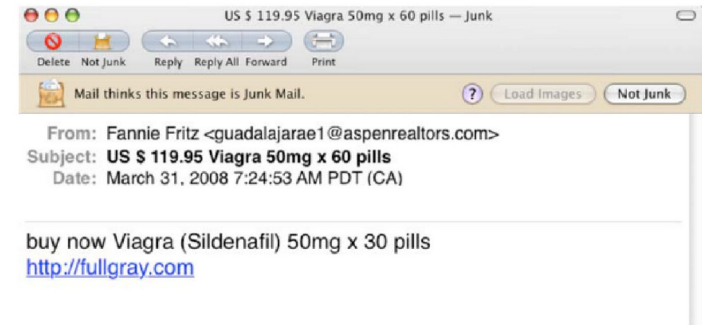 US $ 119.95 Viagra 50mg x 60 pills — Junk
Delete Not Junk Reply Reply All Forward Print
Mail thinks this message is Junk Mail. ? Load Images Not Junk
From: Fannie Fritz <guadalajarae1@aspenrealtors.com>
Subject: US $ 119.95 Viagra 50mg x 60 pills
Date: March 31, 2008 7:24:53 AM PDT (CA)
buy now Viagra (Sildenafil) 50mg x 30 pills
http://fullgray.com